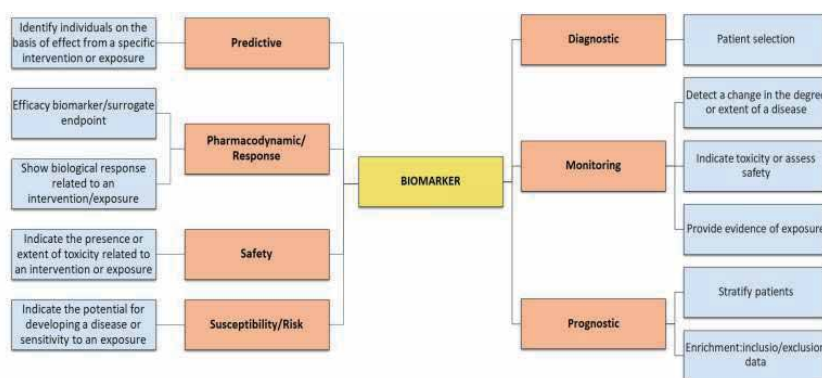 Identify individuals on the
basis of effect from a specific
intervention or exposure
Predictive
Efficacy biomarker/surrogate
endpoint
Pharmacodynamic/
Response
Show biological response
related to an
intervention/exposure
Indicate the presence or
extent of toxicity related to
an intervention or exposure
Safety
Indicate the potential for
developing a disease or
sensitivity to an exposure
Susceptibility/Risk
BIOMARKER
Diagnostic
Patient selection
Monitoring
Detect a change in the degree
or extent of a disease
Indicate toxicity or assess
safety
Provide evidence of exposure
Prognostic
Stratify patients
Enrichment:inclusio/exclusion
data